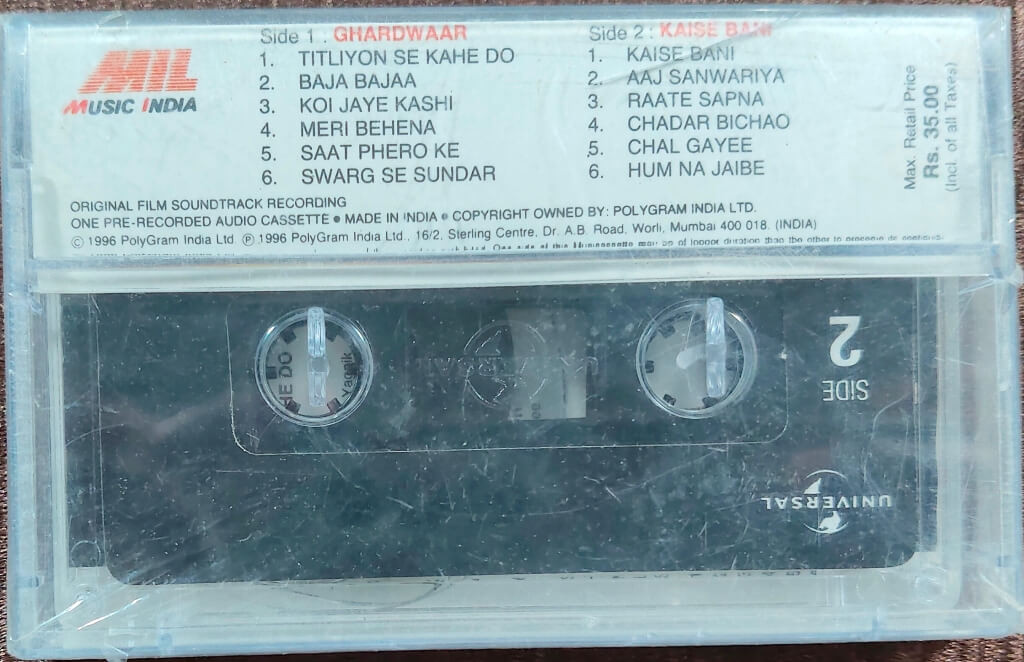 MIL
MUSIC INDIA
Side 1 : GHARDWAAR
1. TITLIYON SE KAHE DO
2. BAJA BAJAA
3. KOI JAYE KASHI
4. MERI BEHENA
5. SAAT PHERO KE
6. SWARG SE SUNDAR
Side 2 : KAISE BANI
1. KAISE BANI
2. AAJ SANWARIYA
3. RAATE SAPNA
4. CHADAR BICHAO
5. CHAL GAYEE
6. HUM NA JAIBE
Max. Retail Price
Rs. 35.00
(Incl. of all Taxes)
ORIGINAL FILM SOUNDTRACK RECORDING
ONE PRE-RECORDED AUDIO CASSETTE ● MADE IN INDIA ● COPYRIGHT OWNED BY: POLYGRAM INDIA LTD.
© 1996 PolyGram India Ltd. ℗ 1996 PolyGram India Ltd., 16/2, Sterling Centre, Dr. A.B. Road, Worli, Mumbai 400 018. (INDIA)
HE DO
Yagnik
UNIVERSAL
SIDE
2
UNIVERSAL